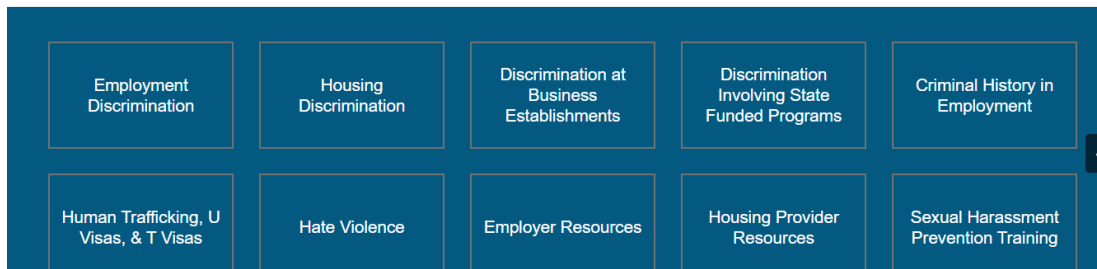 Employment
Discrimination
Housing
Discrimination
Discrimination at
Business
Establishments
Discrimination
Involving State
Funded Programs
Criminal History in
Employment
Human Trafficking, U
Visas, & T Visas
Hate Violence
Employer Resources
Housing Provider
Resources
Sexual Harassment
Prevention Training